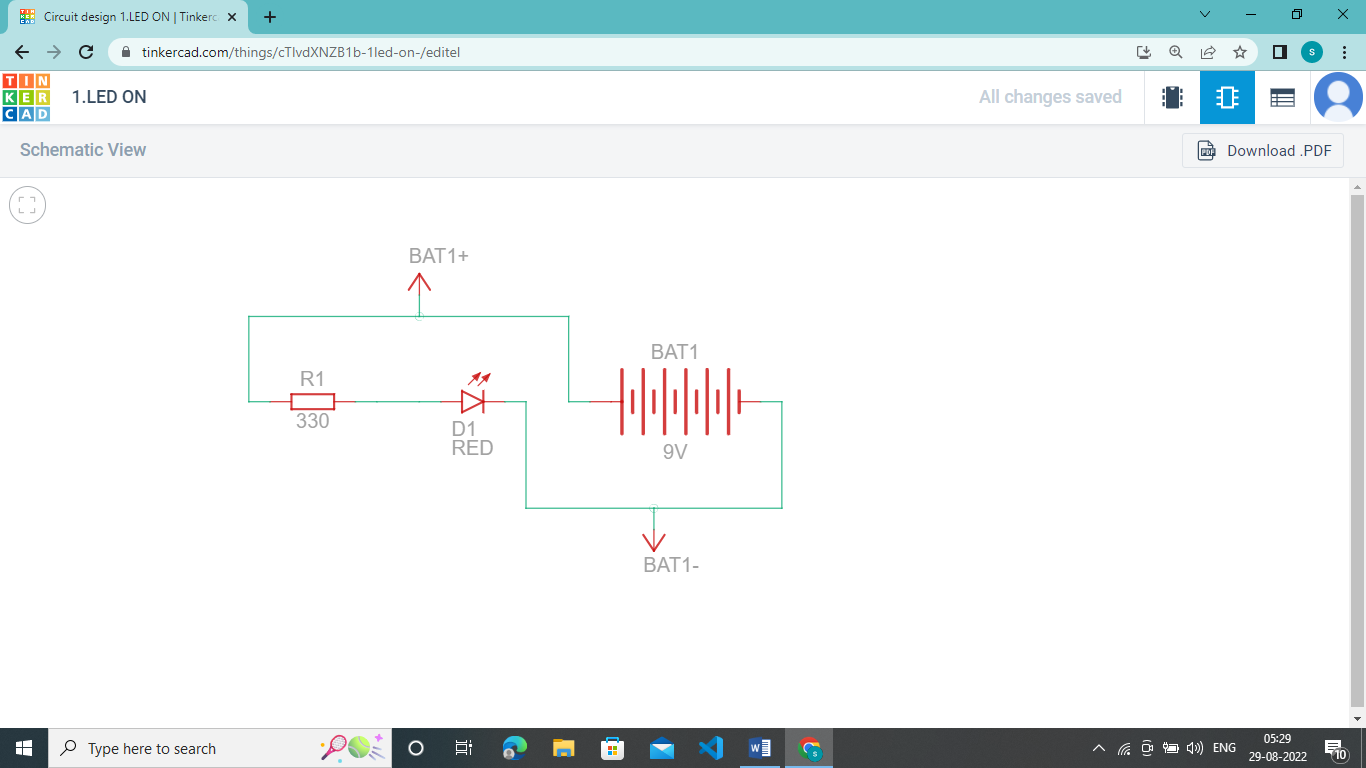 Circuit design 1.LED ON | Tinkerc
tinkercad.com/things/cTlvdXNZB1b-1led-on-/editel
S
TIN
KER
CAD
1.LED ON
All changes saved
Schematic View
PDF
Download .PDF
BAT1+
BAT1
R1
330
D1
RED
9V
BAT1-
Type here to search
S
ENG
05:29
29-08-2022
10